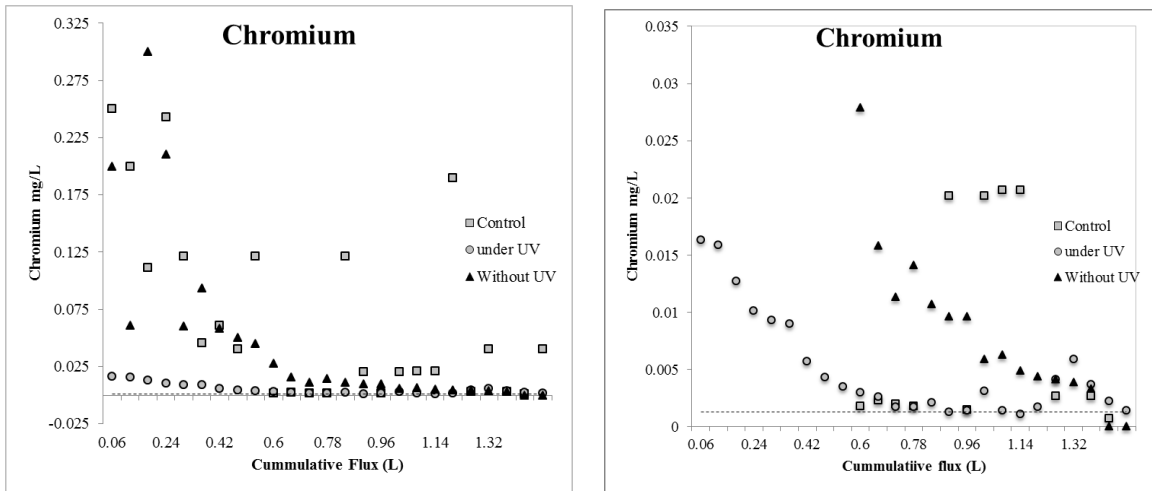 Chromium
0.325
0.275
0.225
0.175
0.125
0.075
0.025
-0.025
Chromium mg/L
Control
under UV
Without UV
0.06 0.24 0.42 0.6 0.78 0.96 1.14 1.32
Cummulative Flux (L)
Chromium
0.035
0.03
0.025
0.02
0.015
0.01
0.005
0
Chromium mg/L
Control
under UV
Without UV
0.06 0.24 0.42 0.6 0.78 0.96 1.14 1.32
Cummulatiive flux (L)